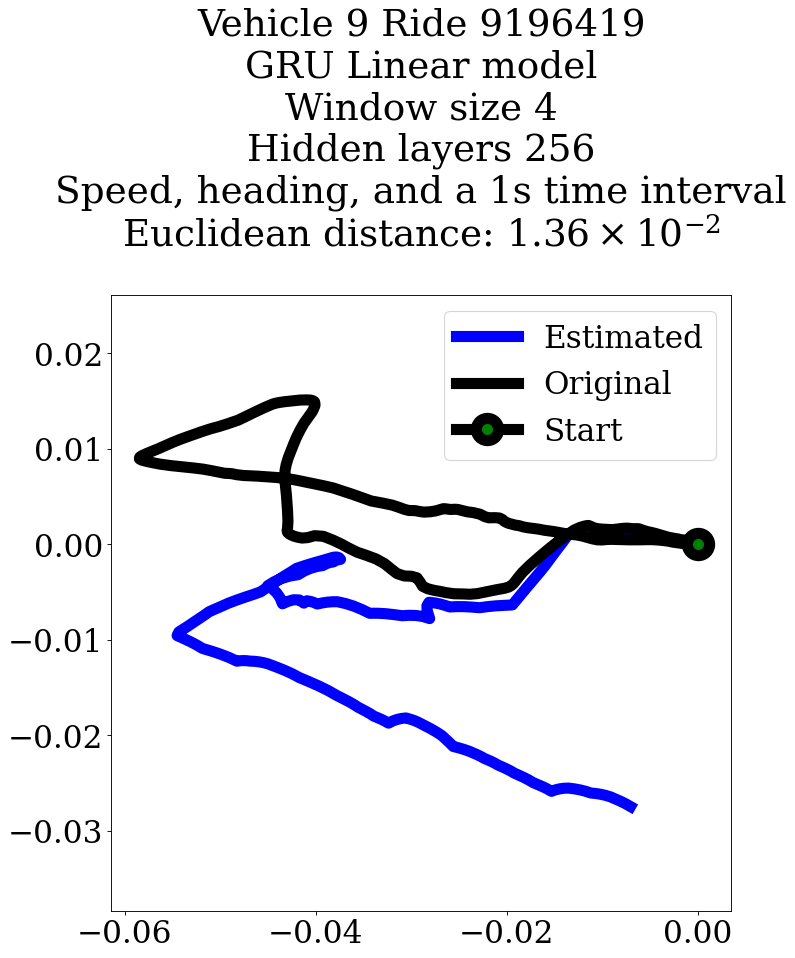 Vehicle 9 Ride 9196419
GRU Linear model
Window size 4
Hidden layers 256
Speed, heading, and a 1s time interval
Euclidean distance: 1.36 × 10⁻²
Estimated
Original
Start
0.02
0.01
0.00
−0.01
−0.02
−0.03
−0.06 −0.04 −0.02 0.00